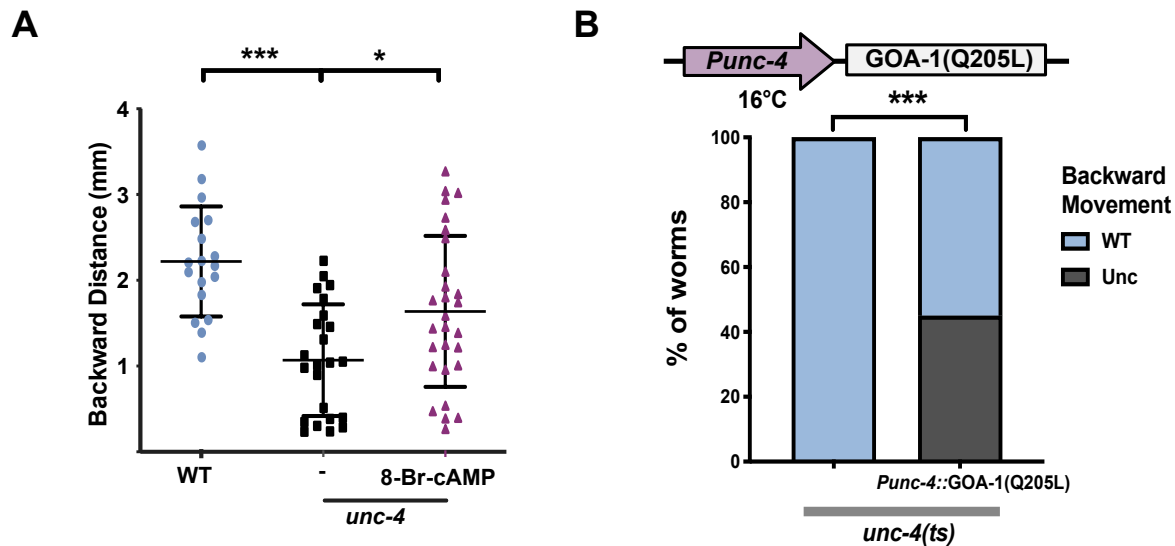 A
***
*
4
3
2
1
Backward Distance (mm)
WT
-
8-Br-cAMP
unc-4
B
Punc-4
GOA-1(Q205L)
16°C
***
100
80
60
40
20
0
% of worms
Punc-4::GOA-1(Q205L)
unc-4(ts)
Backward
Movement
WT
Unc